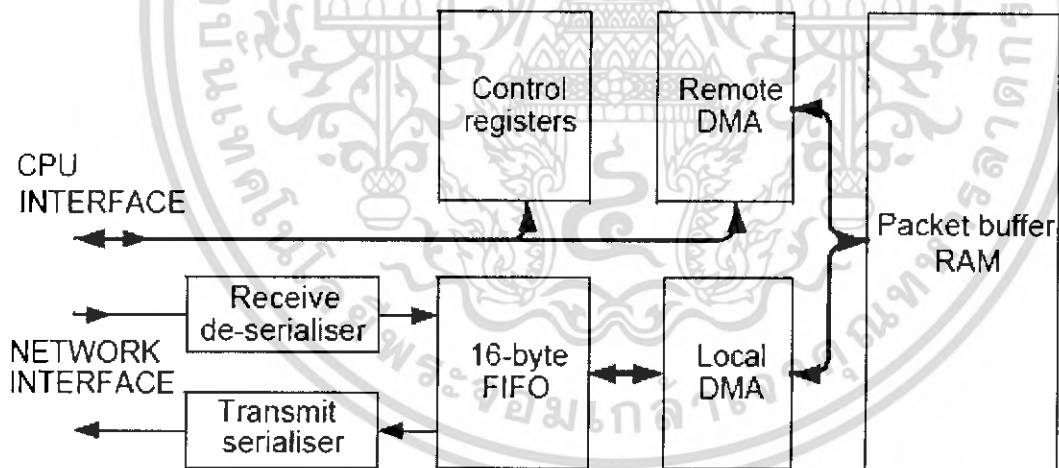 Control
registers
Remote
DMA
CPU
INTERFACE
Packet buffer
RAM
Receive
de-serialiser
NETWORK
INTERFACE
16-byte
FIFO
Local
DMA
Transmit
serialiser